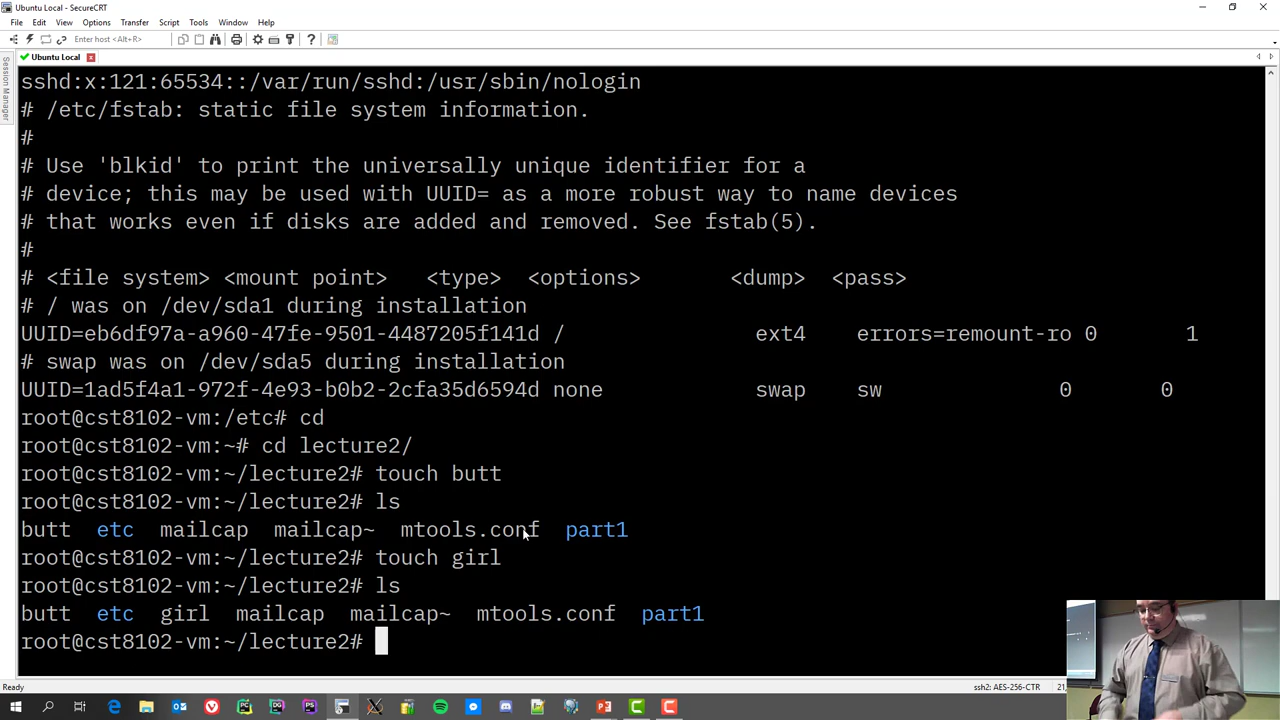 Ubuntu Local - SecureCRT
File Edit View Options Transfer Script Tools Window Help
Enter host <Alt+R>
Session Manager
Ubuntu Local
sshd:x:121:65534::/var/run/sshd:/usr/sbin/nologin
# /etc/fstab: static file system information.
#
# Use 'blkid' to print the universally unique identifier for a
# device; this may be used with UUID= as a more robust way to name devices
# that works even if disks are added and removed. See fstab(5).
#
# <file system> <mount point>   <type>  <options>       <dump>  <pass>
# / was on /dev/sda1 during installation
UUID=eb6df97a-a960-47fe-9501-4487205f141d /               ext4    errors=remount-ro 0       1
# swap was on /dev/sda5 during installation
UUID=1ad5f4a1-972f-4e93-b0b2-2cfa35d6594d none            swap    sw              0       0
root@cst8102-vm:/etc# cd
root@cst8102-vm:~# cd lecture2/
root@cst8102-vm:~/lecture2# touch butt
root@cst8102-vm:~/lecture2# ls
butt  etc  mailcap  mailcap~  mtools.conf  part1
root@cst8102-vm:~/lecture2# touch girl
root@cst8102-vm:~/lecture2# ls
butt  etc  girl  mailcap  mailcap~  mtools.conf  part1
root@cst8102-vm:~/lecture2#
Ready
ssh2: AES-256-CTR
21,